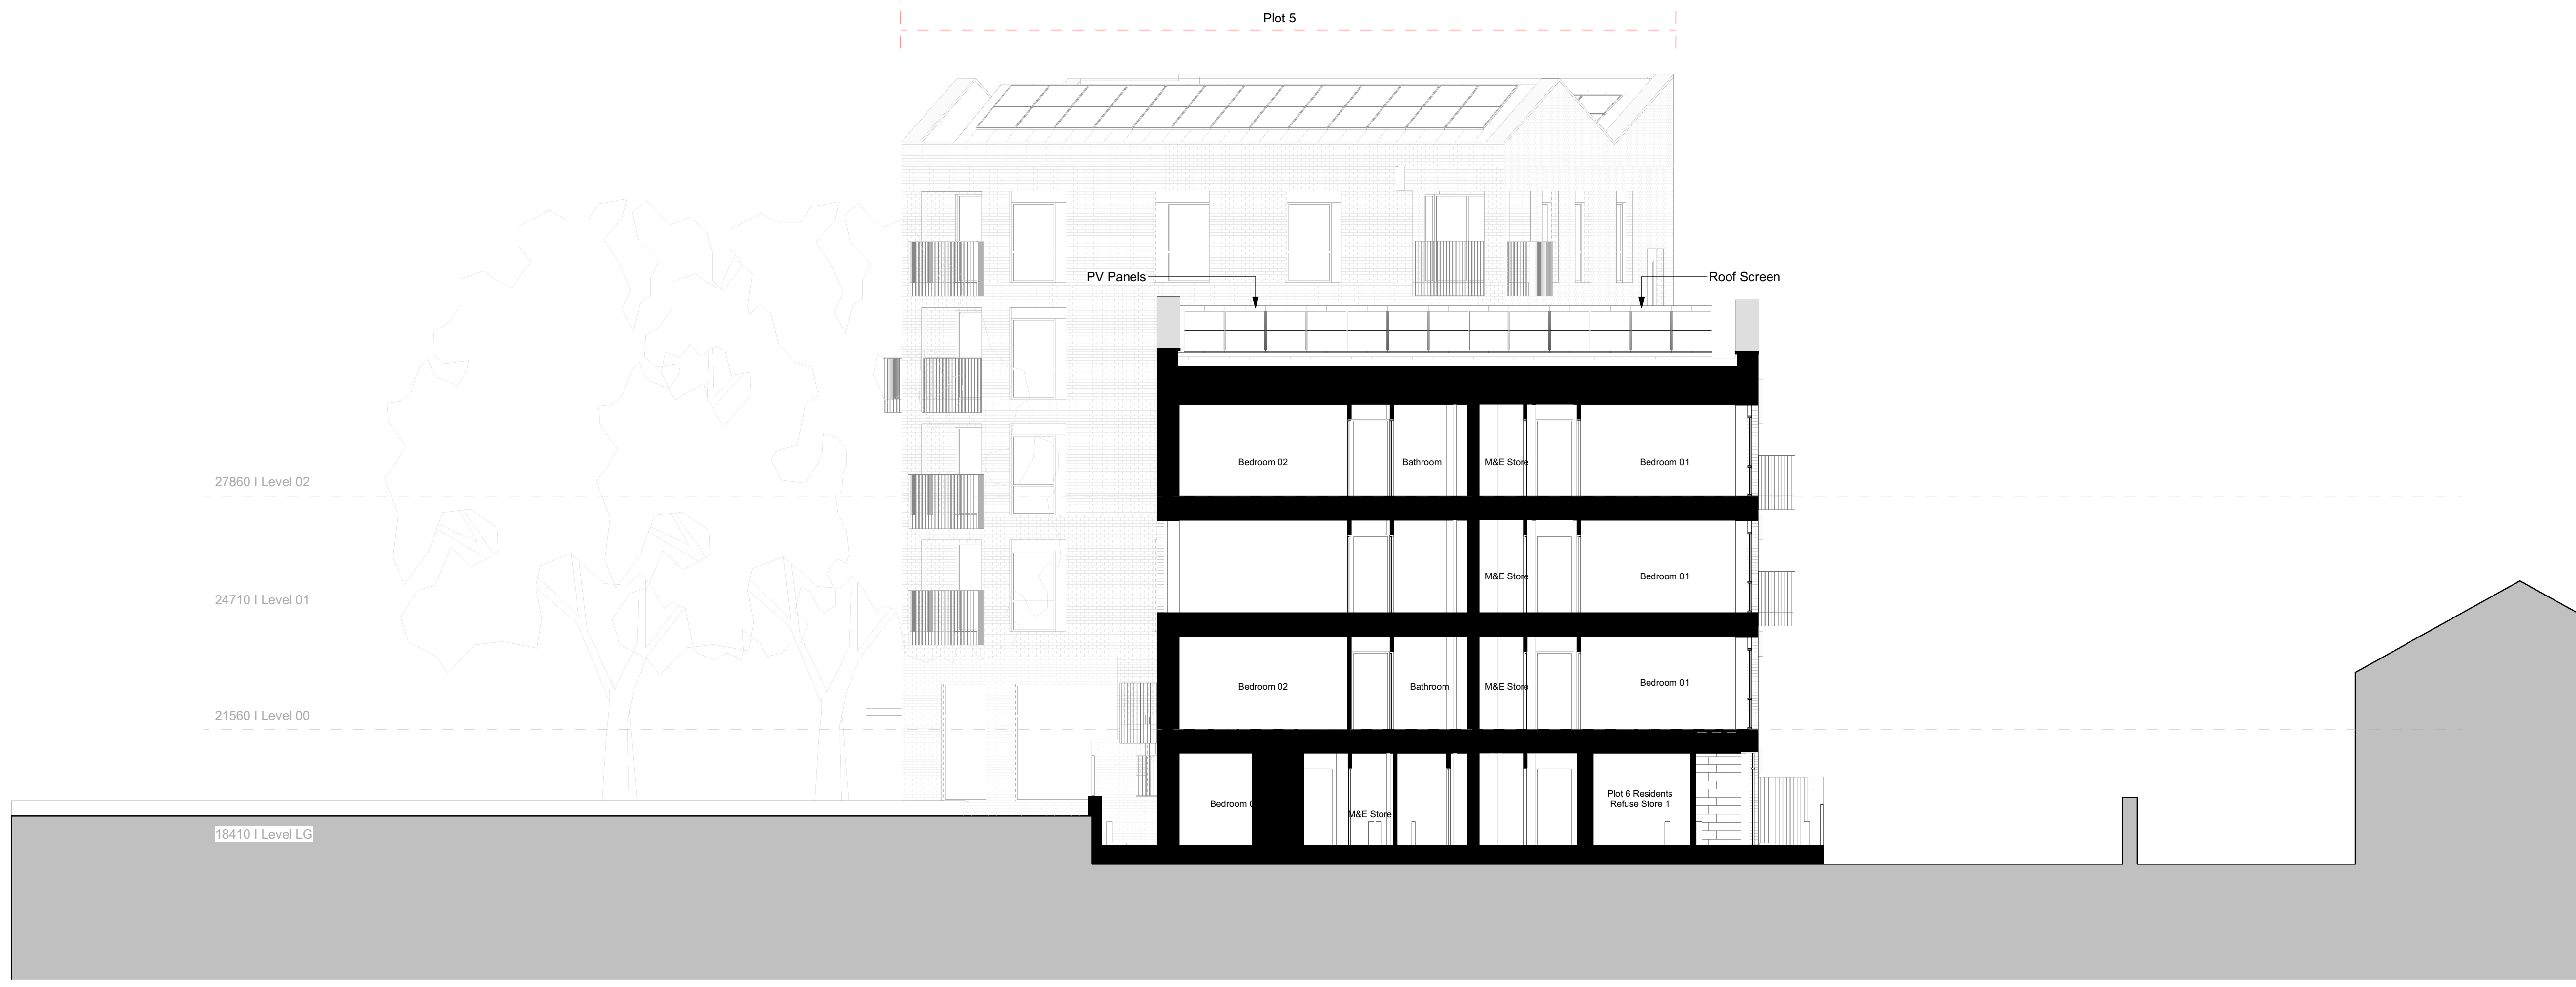 Plot 5
PV Panels
Roof Screen
27860 I Level 02
Bedroom 02
Bathroom
M&E Store
Bedroom 01
24710 I Level 01
M&E Store
Bedroom 01
21560 I Level 00
Bedroom 02
Bathroom
M&E Store
Bedroom 01
18410 I Level LG
Bedroom
M&E Store
Plot 6 Residents
Refuse Store 1